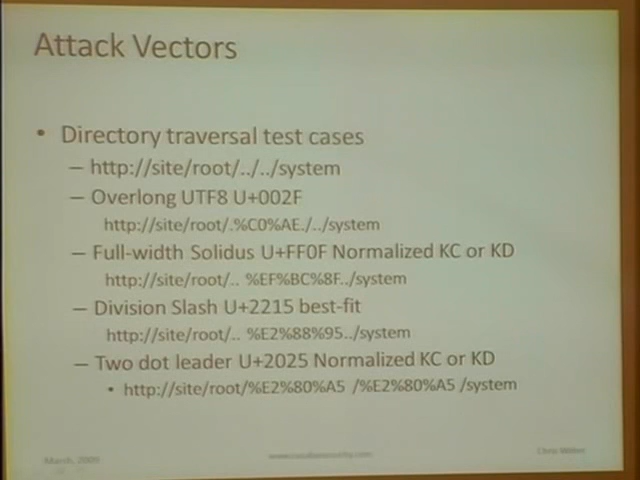 Attack Vectors
• Directory traversal test cases
– http://site/root/../../system
– Overlong UTF8 U+002F
http://site/root/.%C0%AE./../system
– Full-width Solidus U+FF0F Normalized KC or KD
http://site/root/.. %EF%BC%8F../system
– Division Slash U+2215 best-fit
http://site/root/.. %E2%88%95../system
– Two dot leader U+2025 Normalized KC or KD
• http://site/root/%E2%80%A5 /%E2%80%A5 /system
March, 2009
Chris Weber